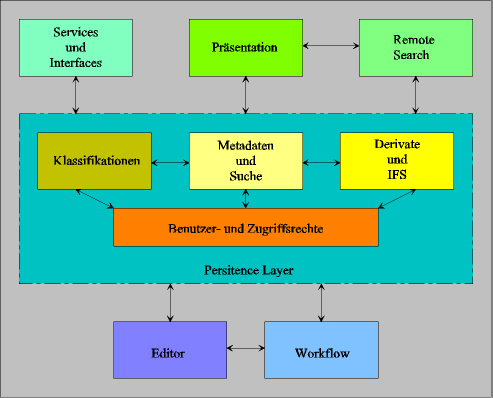 Services
und
Interfaces
Präsentation
Remote
Search
Klassifikationen
Metadaten
und
Suche
Derivate
und
IFS
Benutzer- und Zugriffsrechte
Persitence Layer
Editor
Workflow